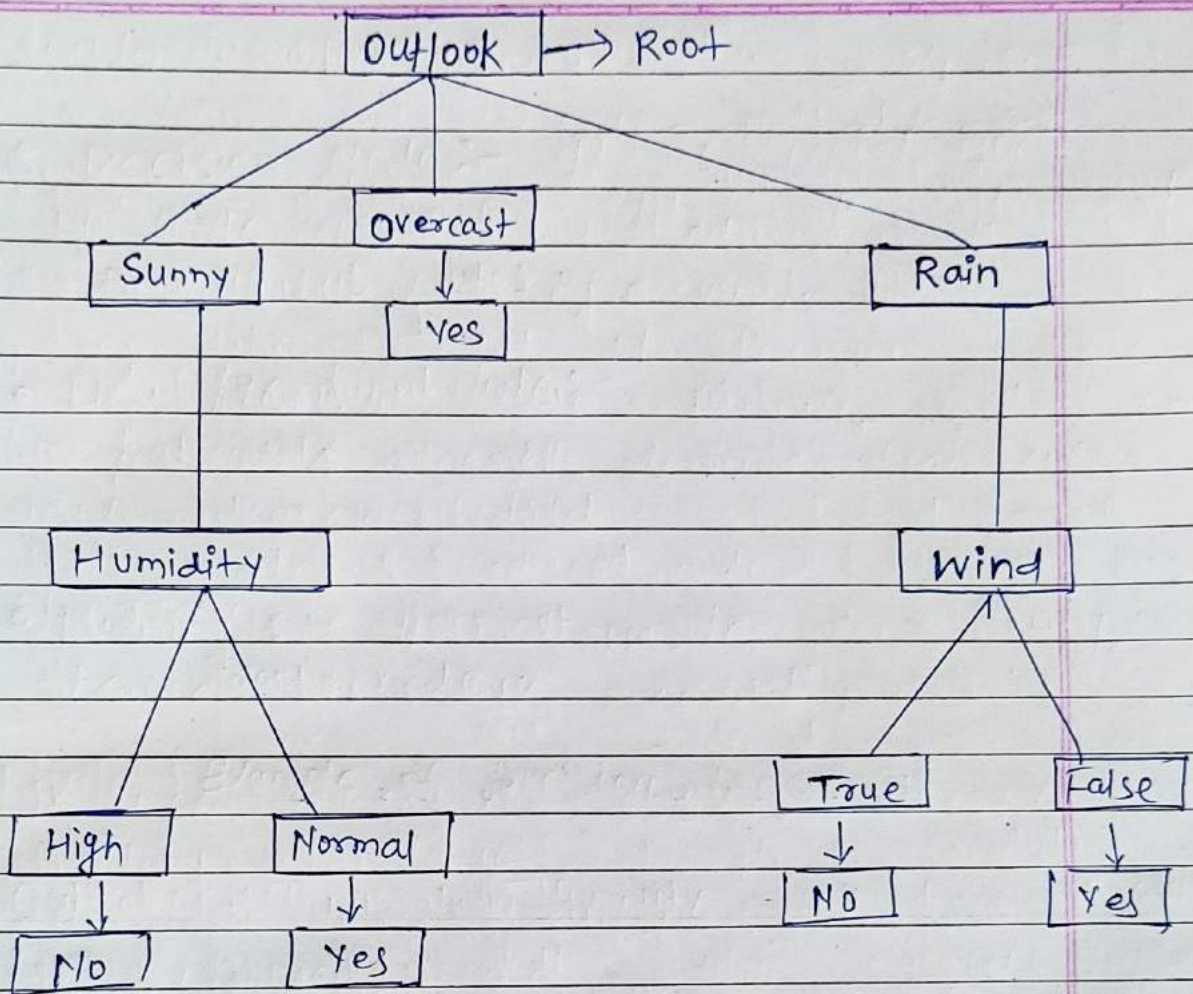 Outlook → Root
Overcast
Sunny
Rain
Yes
Humidity
Wind
True
False
High
Normal
No
Yes
No
Yes